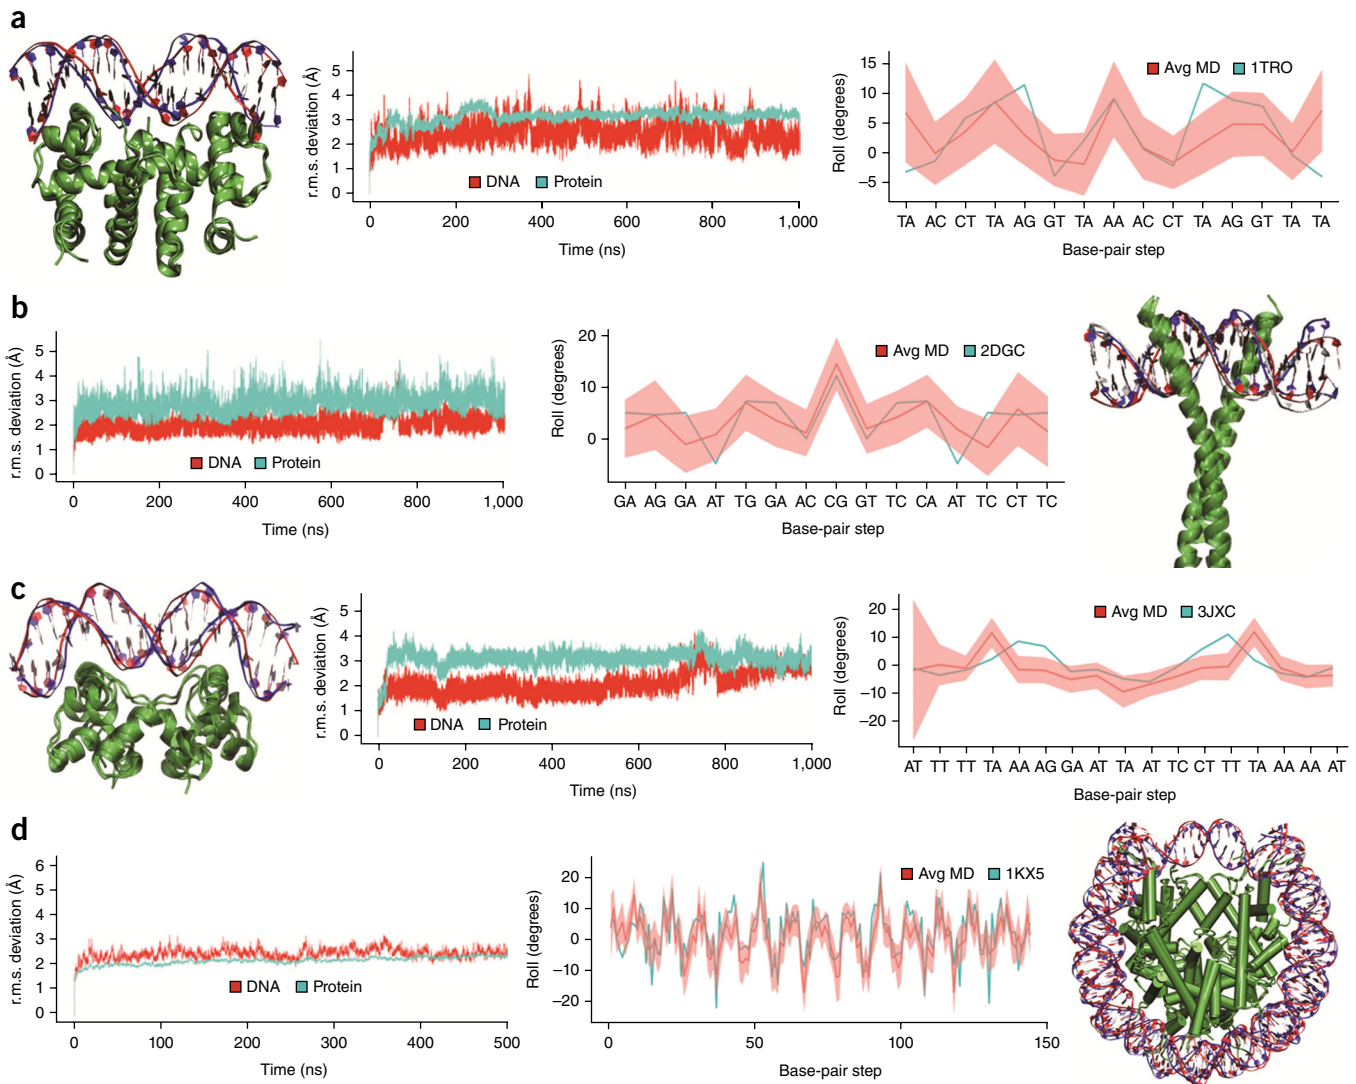 a
r.m.s. deviation (Å)
5
4
3
2
1
0
DNA Protein
0 200 400 600 800 1,000
Time (ns)
Roll (degrees)
15
10
5
0
–5
Avg MD 1TRO
TA AC CT TA AG GT TA AA AC CT TA AG GT TA TA
Base-pair step
b
r.m.s. deviation (Å)
5
4
3
2
1
0
DNA Protein
0 200 400 600 800 1,000
Time (ns)
Roll (degrees)
20
10
0
Avg MD 2DGC
GA AG GA AT TG GA AC CG GT TC CA AT TC CT TC
Base-pair step
c
r.m.s. deviation (Å)
5
4
3
2
1
0
DNA Protein
0 200 400 600 800 1,000
Time (ns)
Roll (degrees)
20
10
0
–10
–20
Avg MD 3JXC
AT TT TT TA AA AG GA AT TA AT TC CT TT TA AA AA AT
Base-pair step
d
r.m.s. deviation (Å)
6
5
4
3
2
1
0
DNA Protein
0 100 200 300 400 500
Time (ns)
Roll (degrees)
20
10
0
–10
–20
Avg MD 1KX5
0 50 100 150
Base-pair step